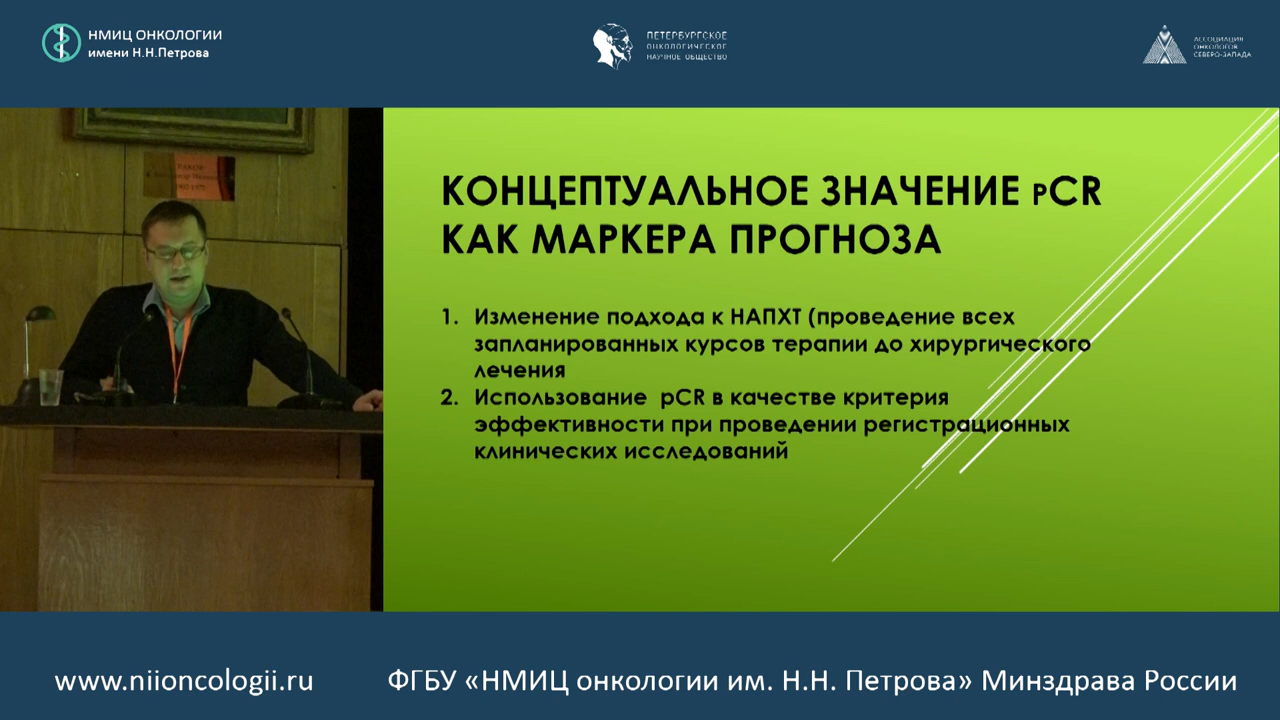 НМИЦ ОНКОЛОГИИ
имени Н.Н.Петрова
ПЕТЕРБУРГСКОЕ
ОНКОЛОГИЧЕСКОЕ
НАУЧНОЕ ОБЩЕСТВО
АССОЦИАЦИЯ
ОНКОЛОГОВ
СЕВЕРО-ЗАПАДА
КОНЦЕПТУАЛЬНОЕ ЗНАЧЕНИЕ PCR
КАК МАРКЕРА ПРОГНОЗА
1. Изменение подхода к НАПХТ (проведение всех
запланированных курсов терапии до хирургического
лечения
2. Использование pCR в качестве критерия
эффективности при проведении регистрационных
клинических исследований
www.niioncologii.ru
ФГБУ «НМИЦ онкологии им. Н.Н. Петрова» Минздрава России